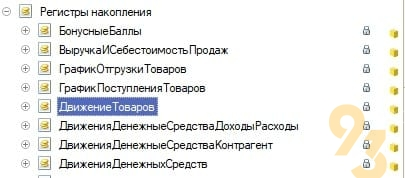 Регистры накопления
БонусныеБаллы
ВыручкаИСебестоимостьПродаж
ГрафикОтгрузкиТоваров
ГрафикПоступленияТоваров
ДвижениеТоваров
ДвиженияДенежныеСредстваДоходыРасходы
ДвиженияДенежныеСредстваКонтрагент
ДвиженияДенежныхСредств